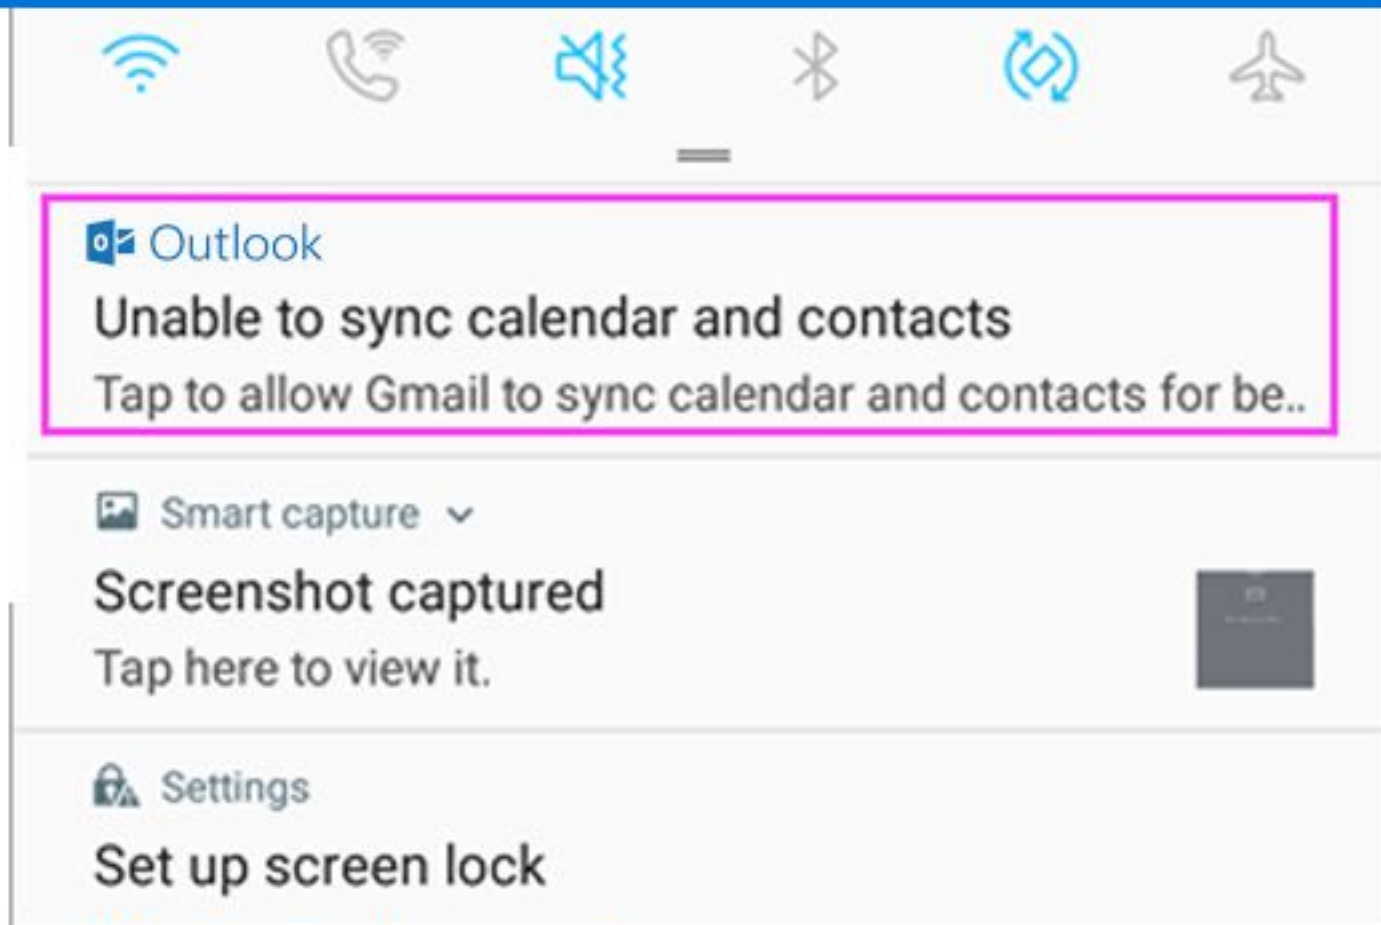 Outlook
Unable to sync calendar and contacts
Tap to allow Gmail to sync calendar and contacts for be..
Smart capture
Screenshot captured
Tap here to view it.
Settings
Set up screen lock